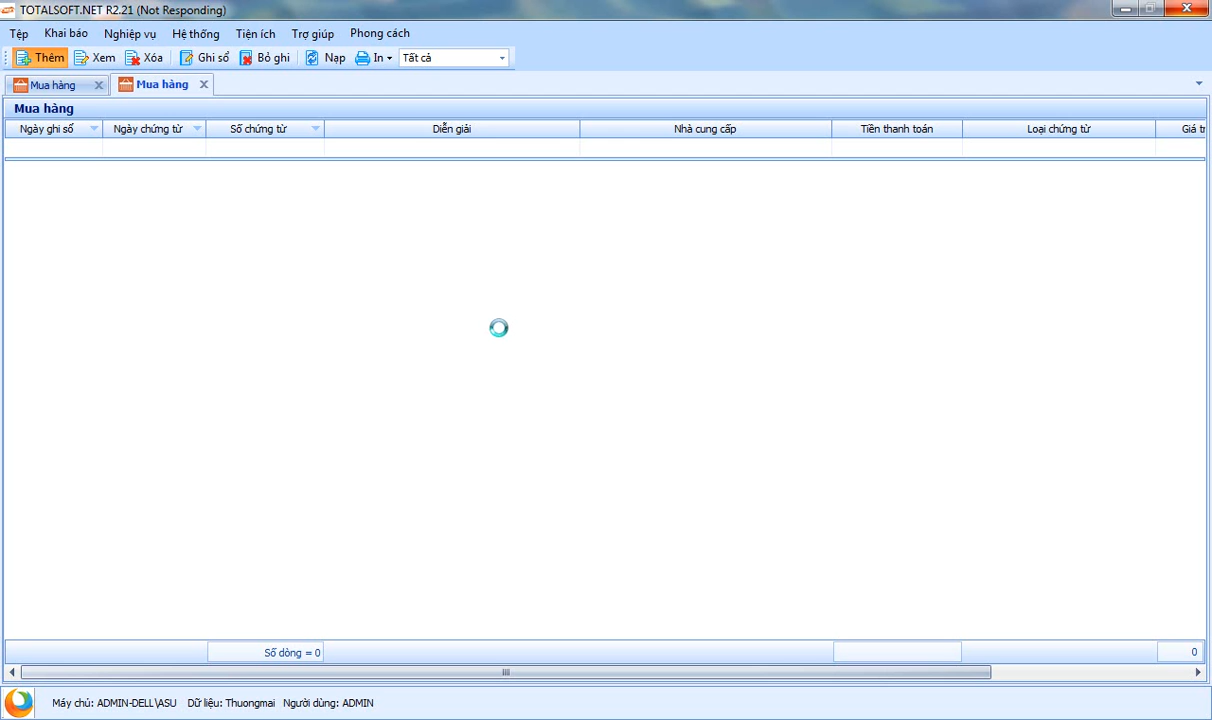 TOTALSOFT.NET R2.21 (Not Responding)
Tệp Khai báo Nghiệp vụ Hệ thống Tiện ích Trợ giúp Phong cách
Thêm Xem Xóa Ghi sổ Bỏ ghi Nạp In Tất cả
Mua hàng Mua hàng
Mua hàng
Ngày ghi sổ Ngày chứng từ Số chứng từ Diễn giải Nhà cung cấp Tiền thanh toán Loại chứng từ Giá tr
Số dòng = 0 0
Máy chủ: ADMIN-DELL\ASU Dữ liệu: Thuongmai Người dùng: ADMIN